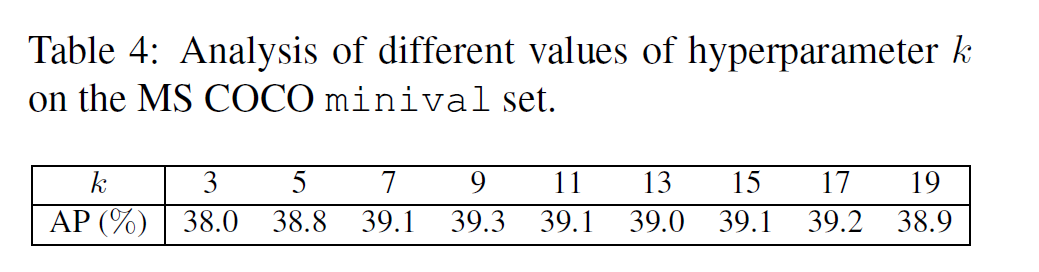 Table 4: Analysis of different values of hyperparameter k
on the MS COCO minival set.
k 3 5 7 9 11 13 15 17 19
AP (%) 38.0 38.8 39.1 39.3 39.1 39.0 39.1 39.2 38.9